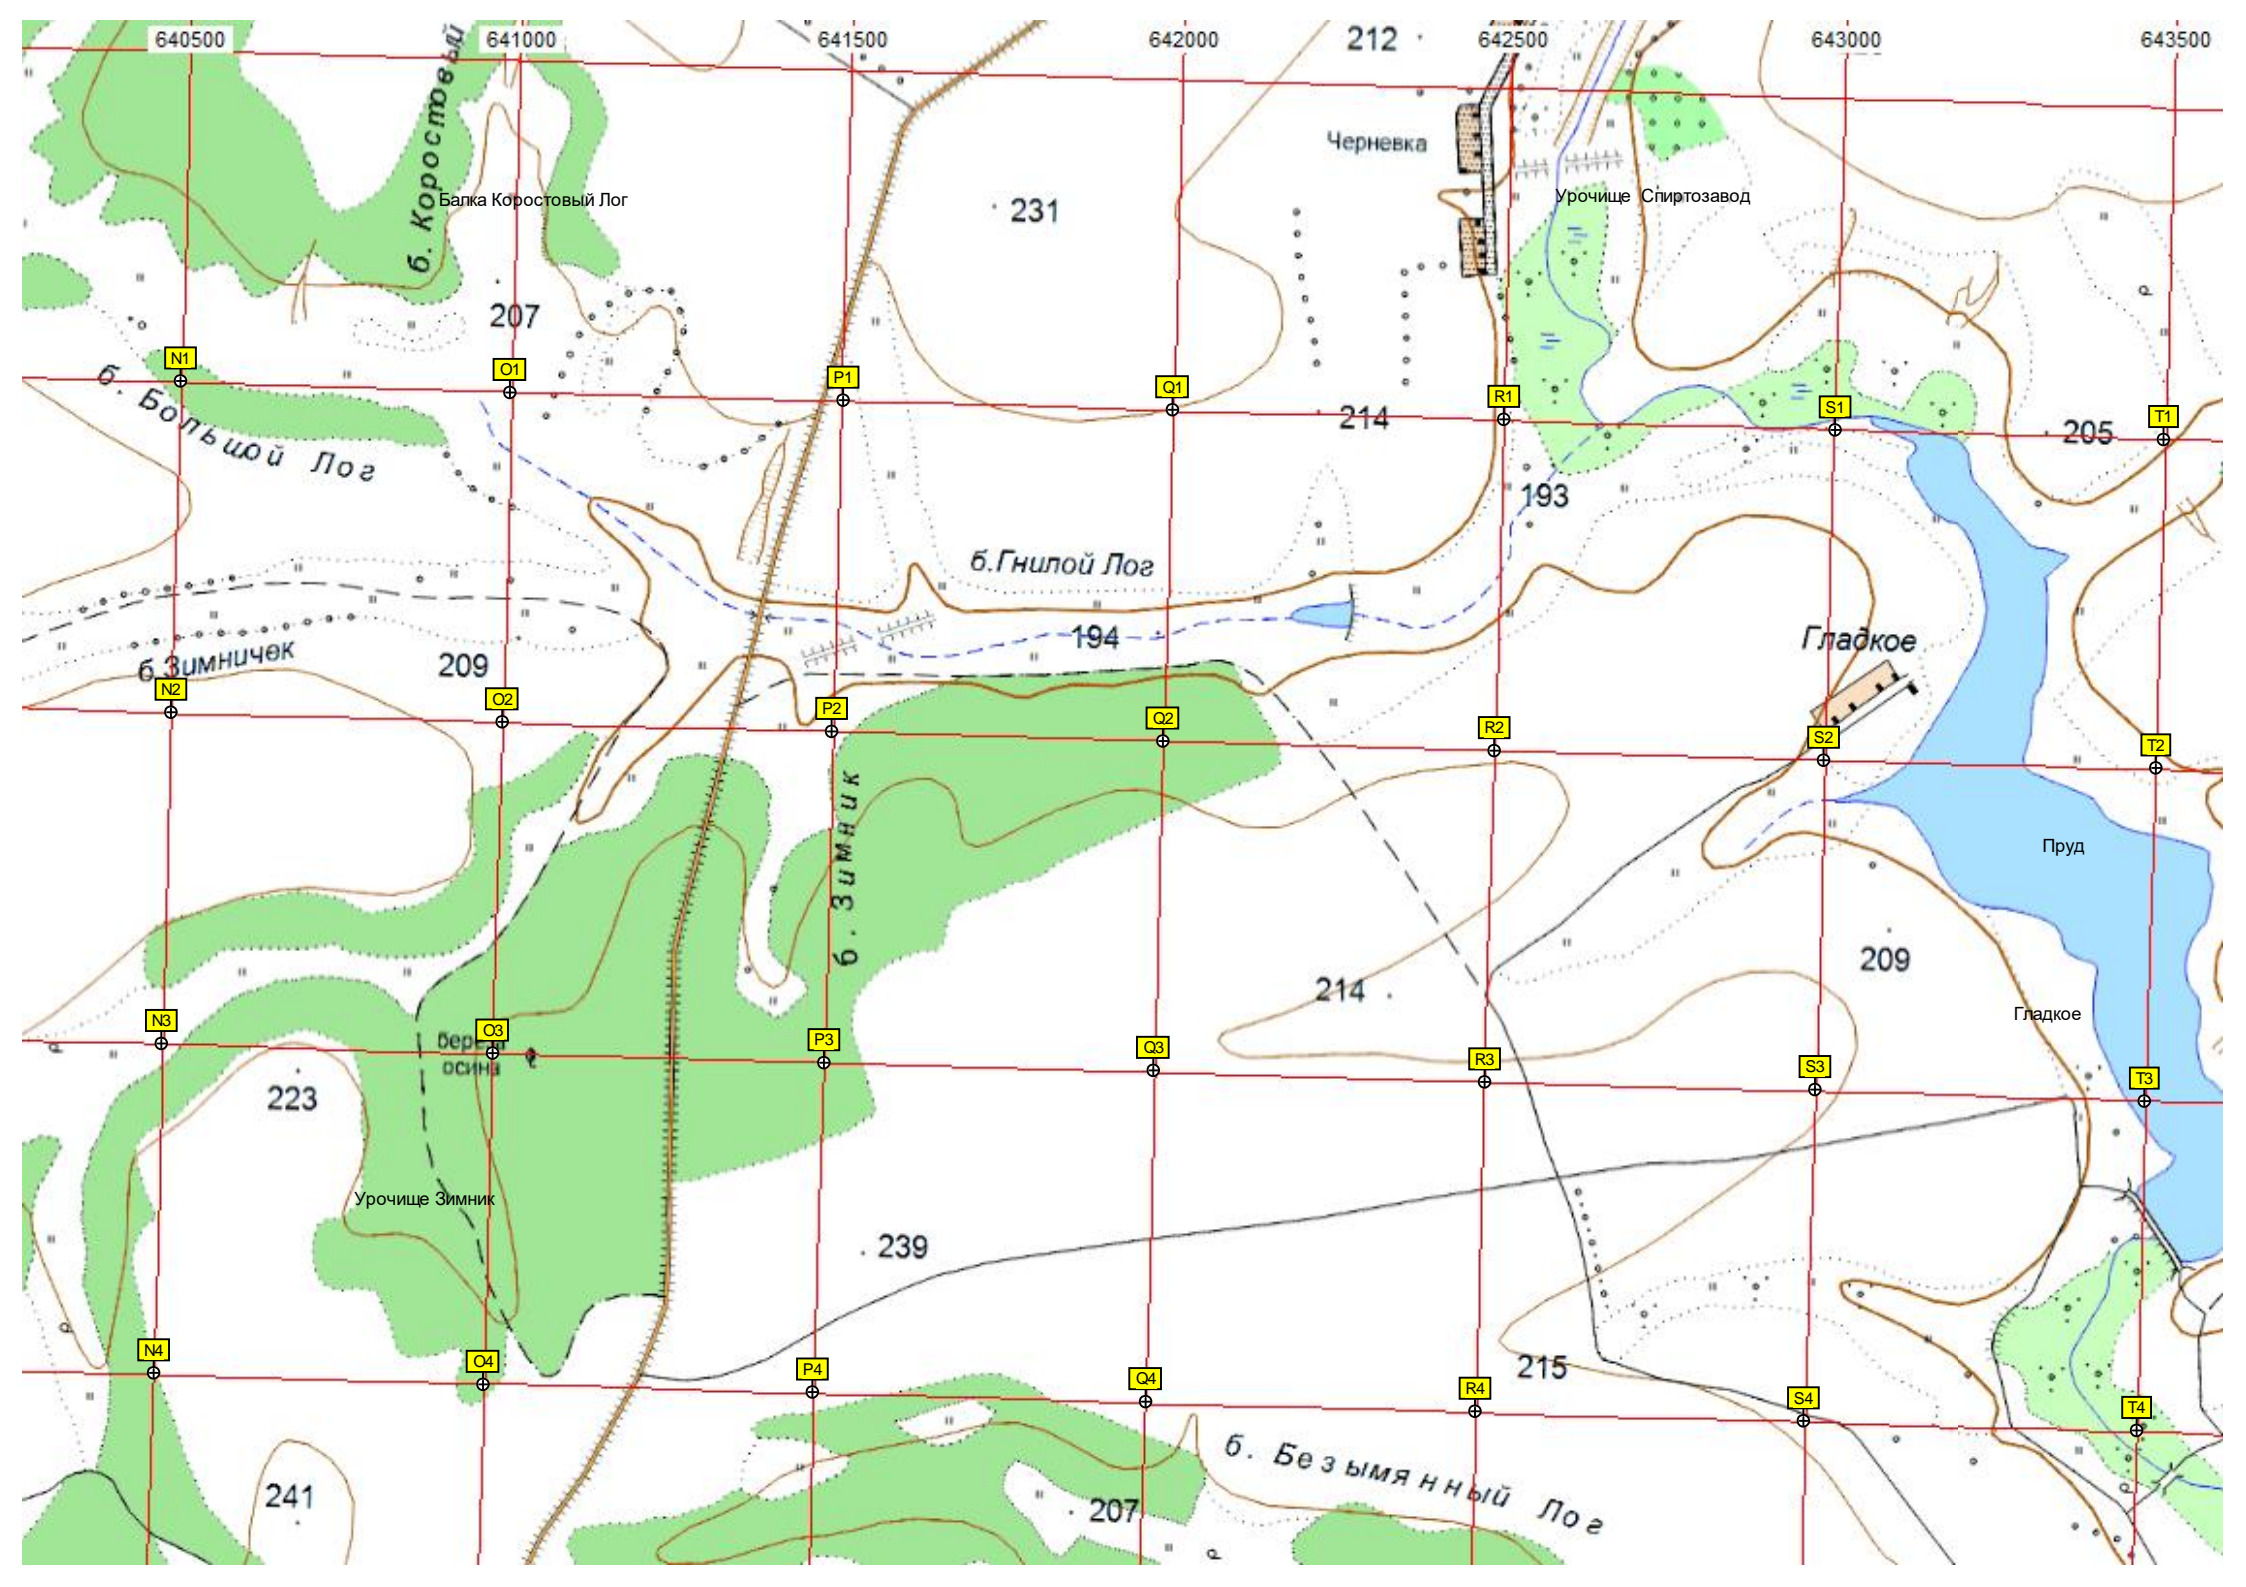 640500 641000 641500 642000 642500 643000 643500
212
б. Коростовый
Черневка
Балка Коростовый Лог
Урочище Спиртозавод
231
207
N1 O1 P1 Q1 R1 S1 T1
б. Большой Лог
214
205
193
б.Гнилой Лог
194
Гладкое
б.Зимничек
209
N2 O2 P2 Q2 R2 S2 T2
б. Зимник
Пруд
209
214
Гладкое
N3 O3 P3 Q3 R3 S3 T3
осина
223
Урочище Зимник
239
N4 O4 P4 Q4 R4 S4 T4
215
б. Безымянный Лог
241
207